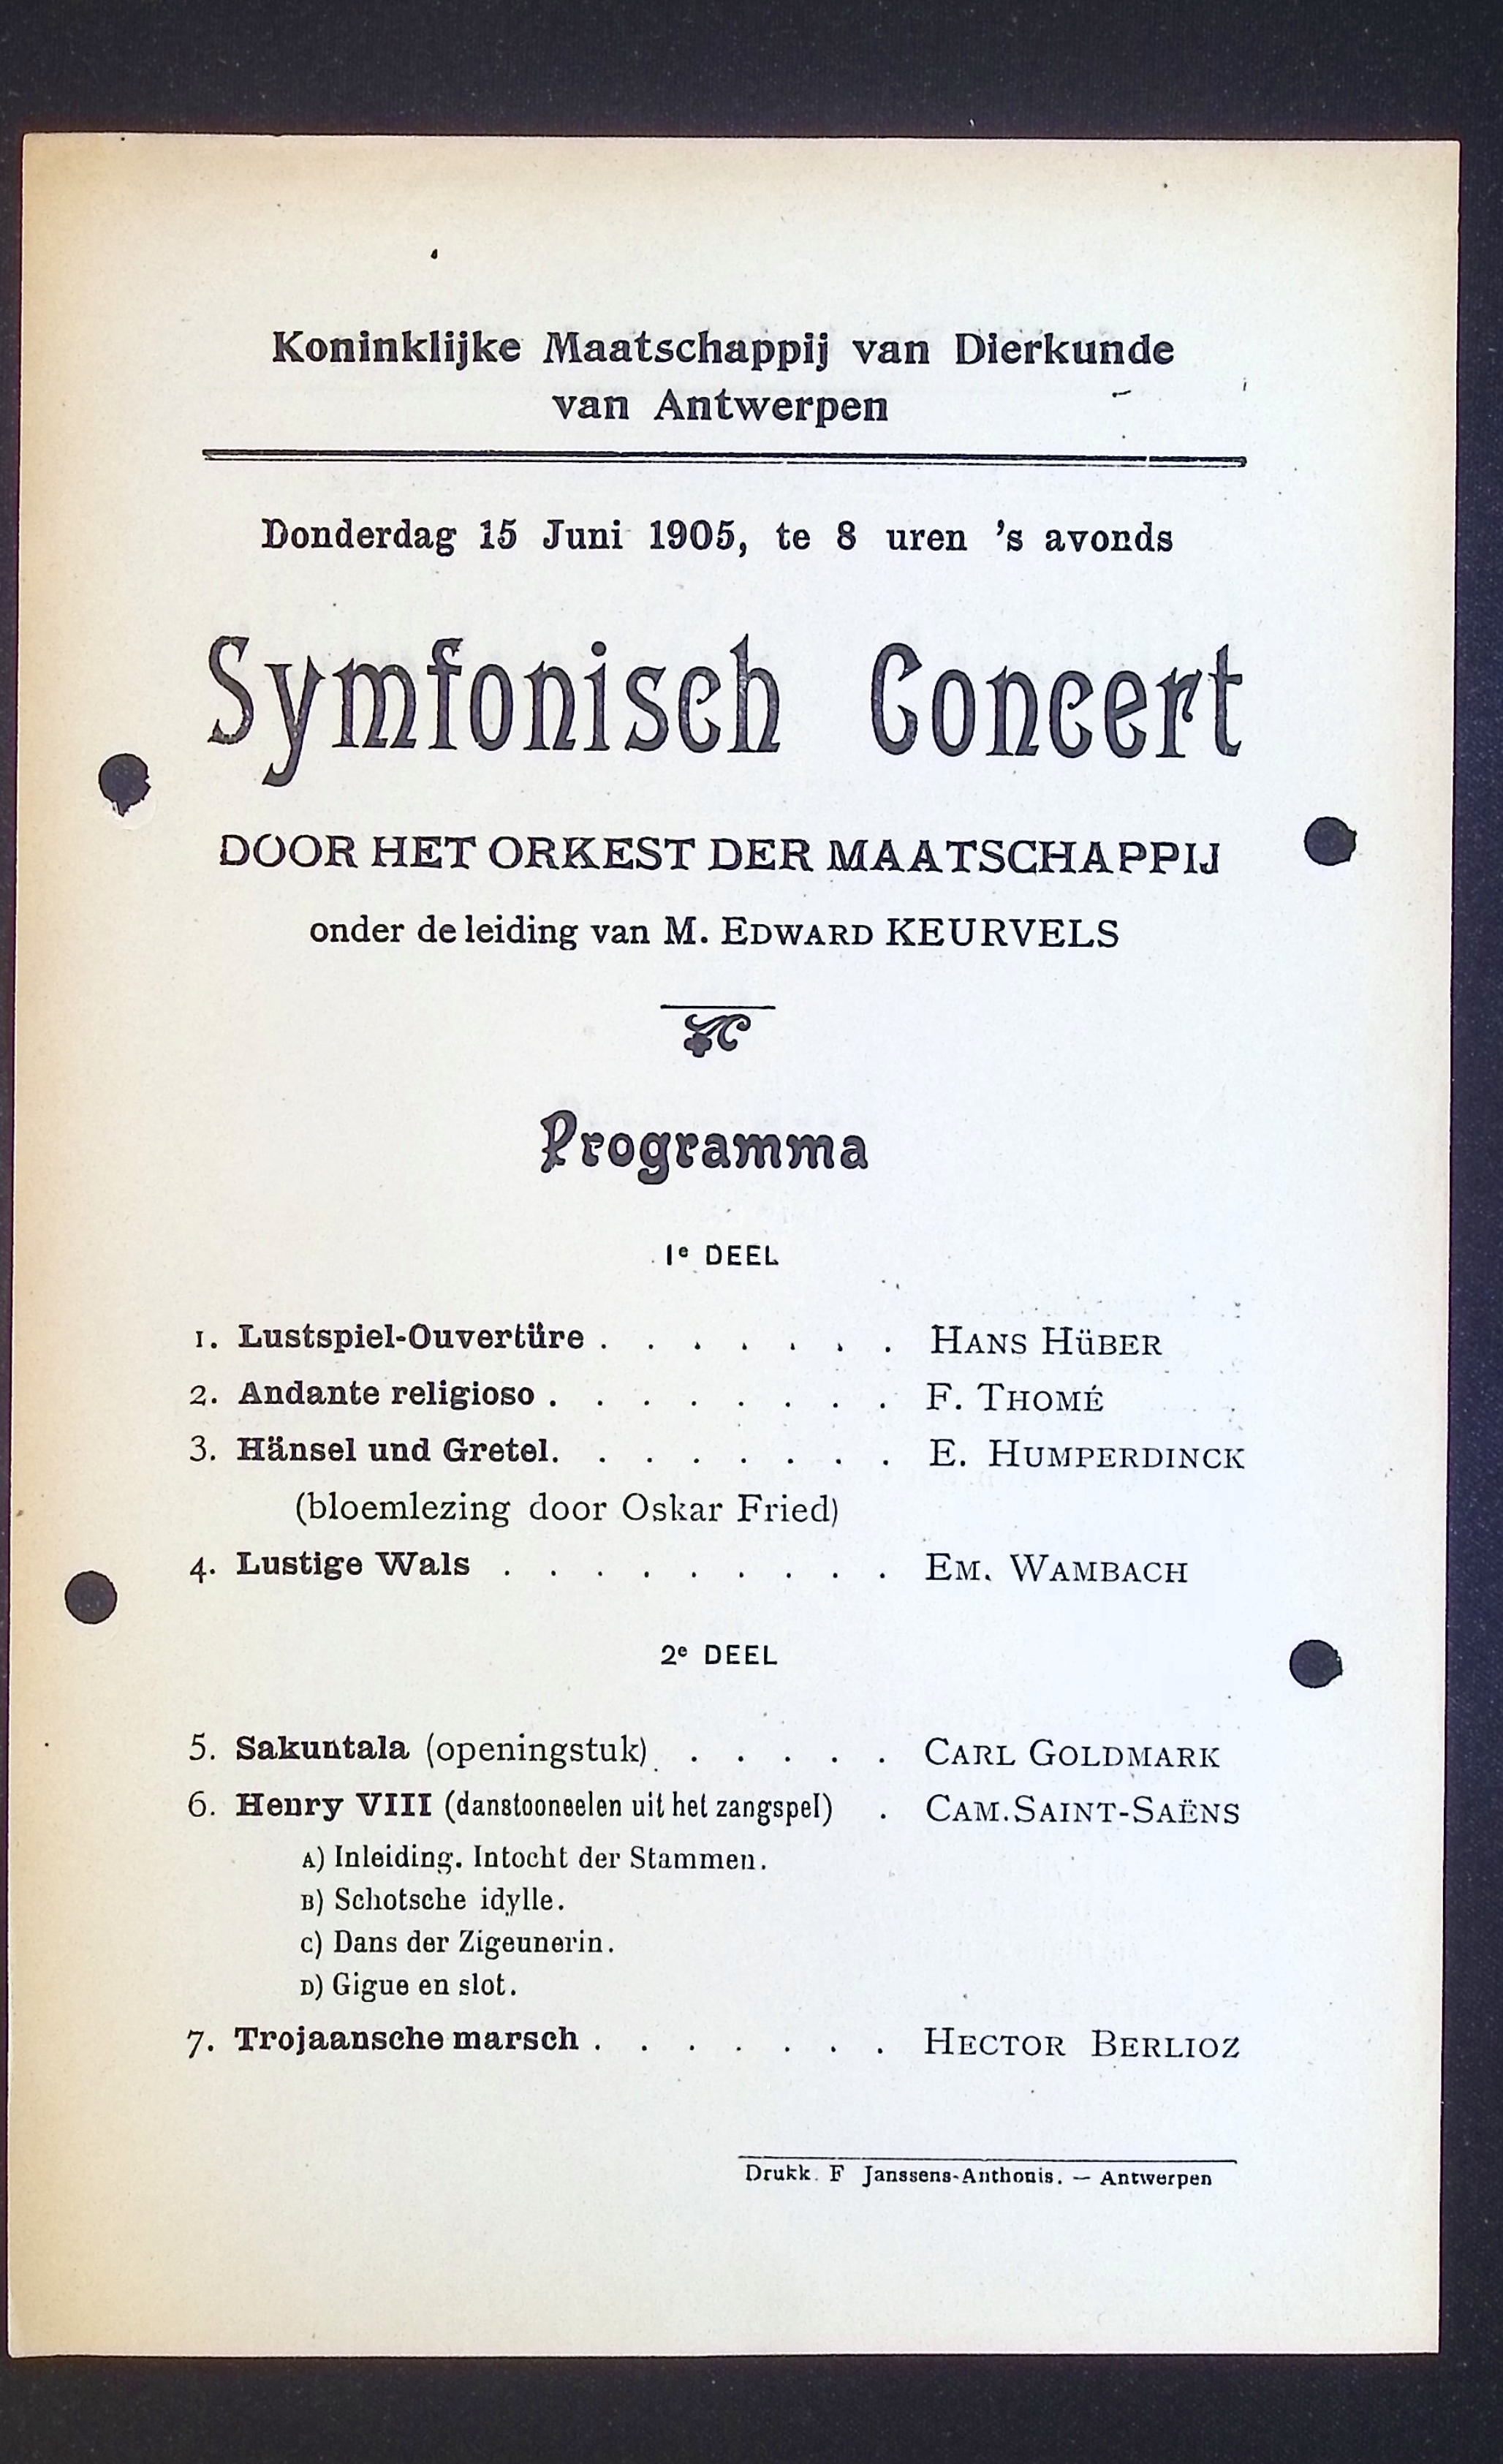 Koninklijke Maatschappij van Dierkunde
van Antwerpen
Donderdag 15 Juni 1905, te 8 uren 's avonds
Symfonisch Concert
DOOR HET ORKEST DER MAATSCHAPPIJ
onder de leiding van M. EDWARD KEURVELS
Programma
1e DEEL
1. Lustspiel-Ouvertüre . . . . . . . HANS HüBER
2. Andante religioso . . . . . . . . F. THOMÉ
3. Hänsel und Gretel. . . . . . . . E. HUMPERDINCK
(bloemlezing door Oskar Fried)
4. Lustige Wals . . . . . . . . . EM. WAMBACH
2e DEEL
5. Sakuntala (openingstuk) . . . . . . CARL GOLDMARK
6. Henry VIII (danstooneelen uit het zangspel) . CAM. SAINT-SAËNS
A) Inleiding. Intocht der Stammen.
B) Schotsche idylle.
C) Dans der Zigeunerin.
D) Gigue en slot.
7. Trojaansche marsch . . . . . . . HECTOR BERLIOZ
Drukk. F Janssens-Anthonis. — Antwerpen